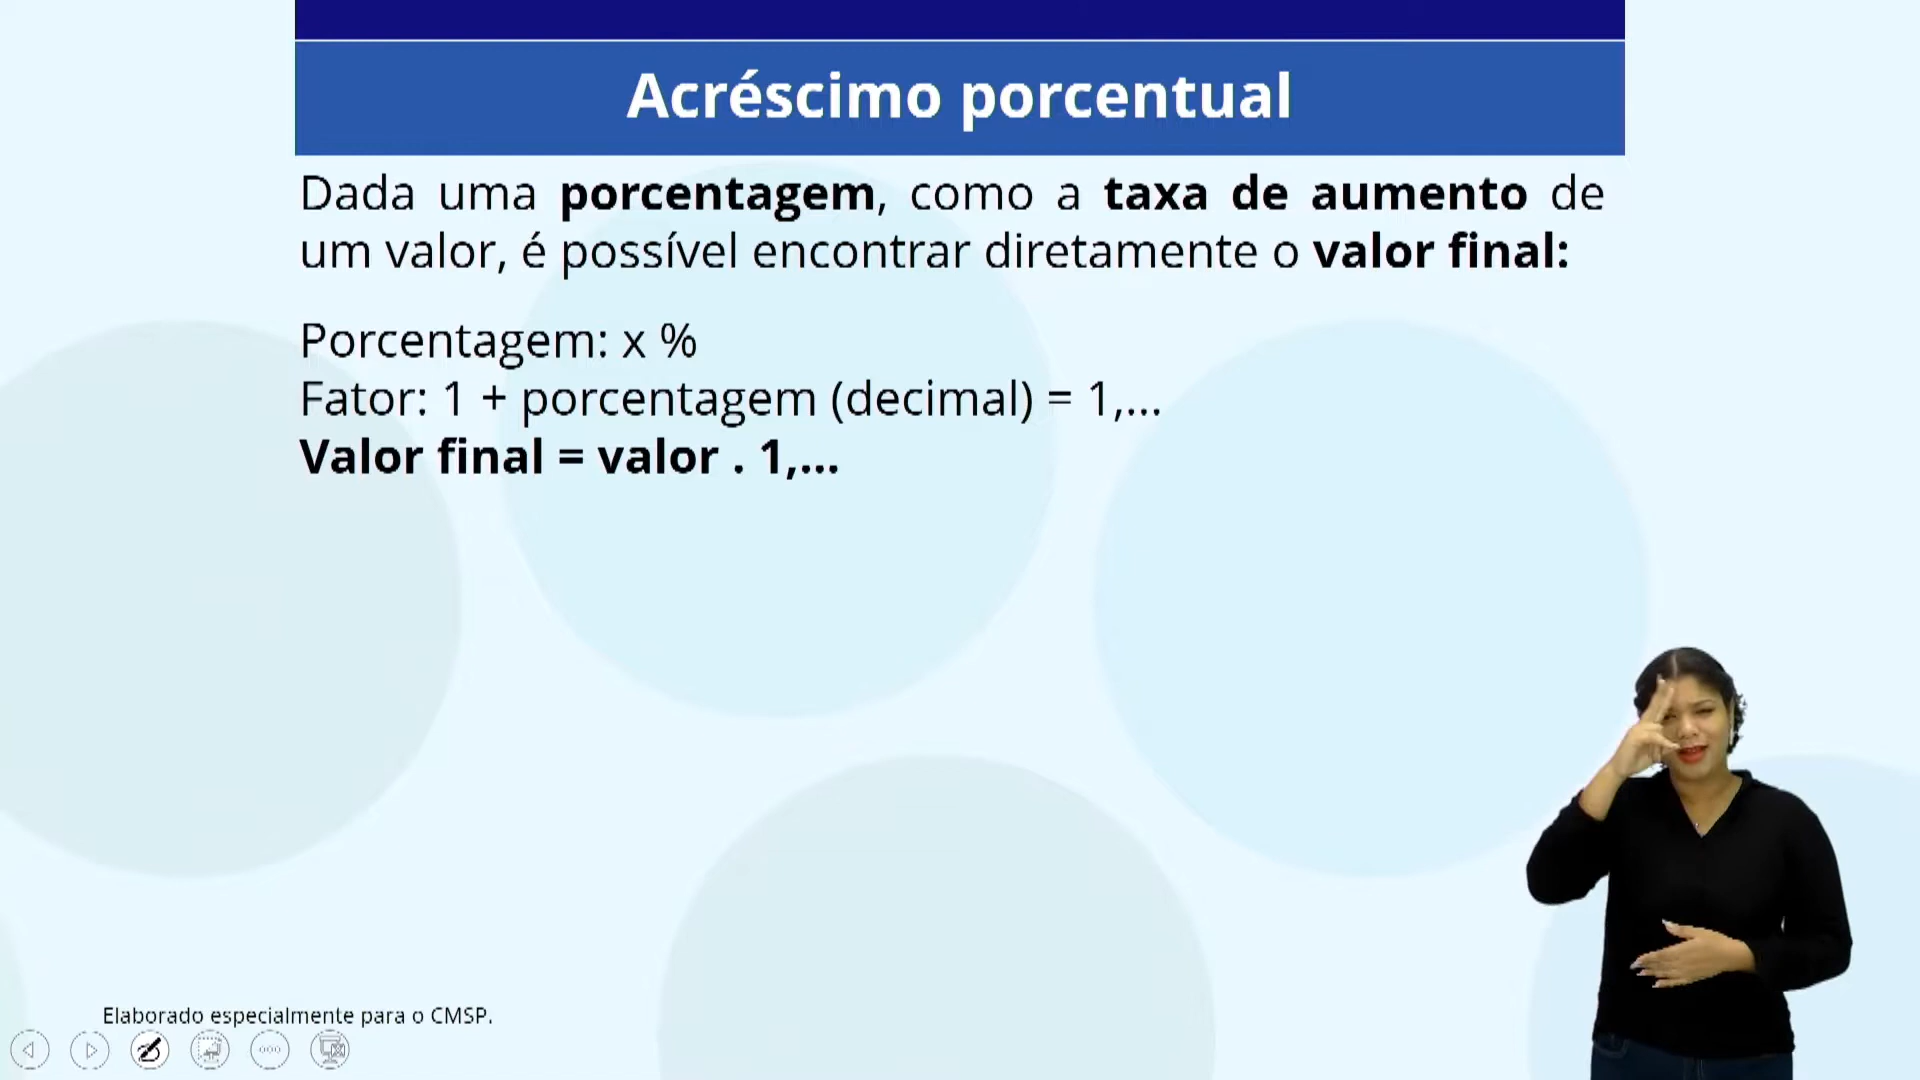 Acréscimo porcentual
Dada uma porcentagem, como a taxa de aumento de
um valor, é possível encontrar diretamente o valor final:
Porcentagem: x %
Fator: 1 + porcentagem (decimal) = 1,...
Valor final = valor . 1,...
Elaborado especialmente para o CMSP.